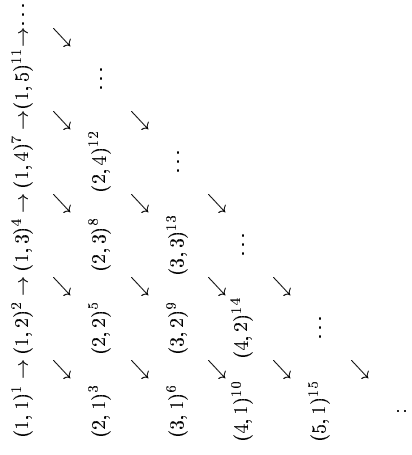 (1, 1)¹ → (1, 2)² → (1, 3)⁴ → (1, 4)⁷ → (1, 5)¹¹ → ⋯
↙ ↙ ↙ ↙ ↙
(2, 1)³ (2, 2)⁵ (2, 3)⁸ (2, 4)¹² ⋯
↙ ↙ ↙ ↙
(3, 1)⁶ (3, 2)⁹ (3, 3)¹³ ⋯
↙ ↙ ↙
(4, 1)¹⁰ (4, 2)¹⁴ ⋯
↙ ↙
(5, 1)¹⁵ ⋯
↙
⋮